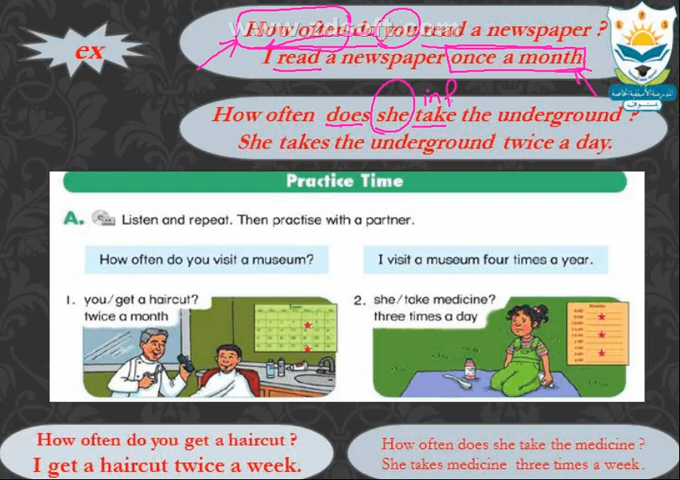 ex
How often do you read a newspaper ?
I read a newspaper once a month
inf
How often does she take the underground ?
She takes the underground twice a day.
Practice Time
A. Listen and repeat. Then practise with a partner.
How often do you visit a museum?
I visit a museum four times a year.
1. you/get a haircut?
twice a month
2. she/take medicine?
three times a day
How often do you get a haircut ?
I get a haircut twice a week.
How often does she take the medicine ?
She takes medicine three times a week.